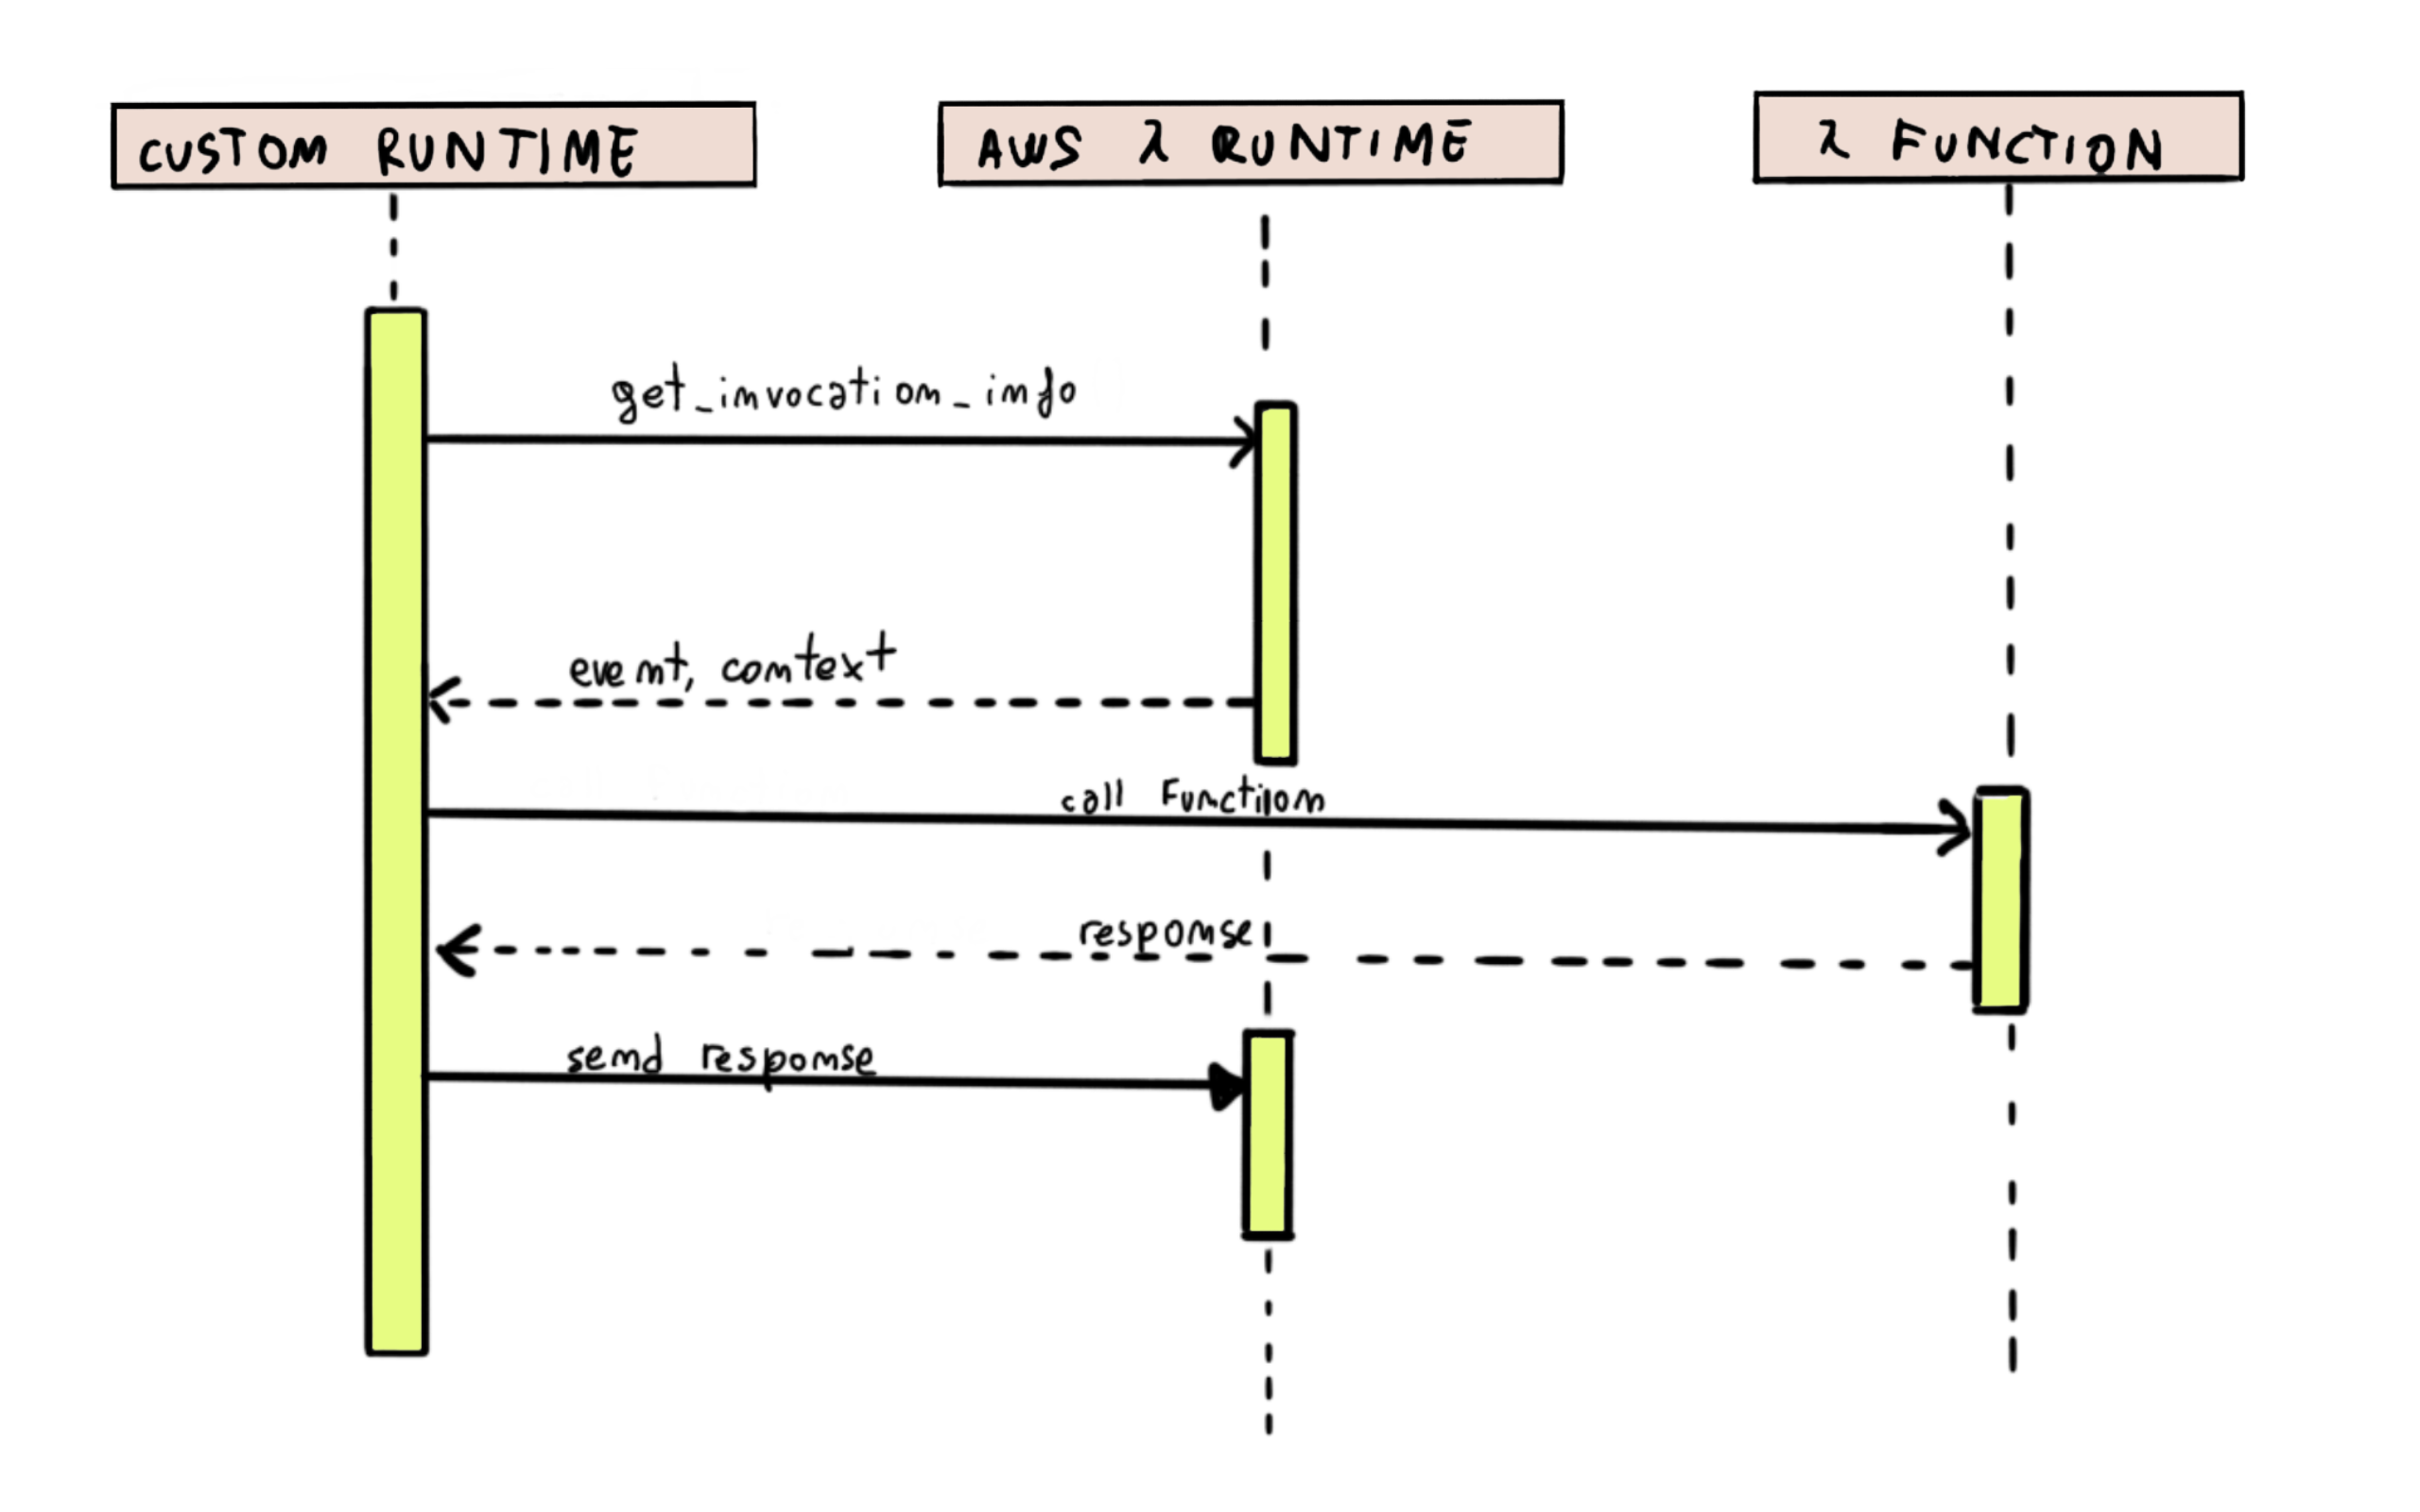 CUSTOM RUNTIME
AWS λ RUNTIME
λ FUNCTION
get_invocation_info
event, context
call Function
response
send response